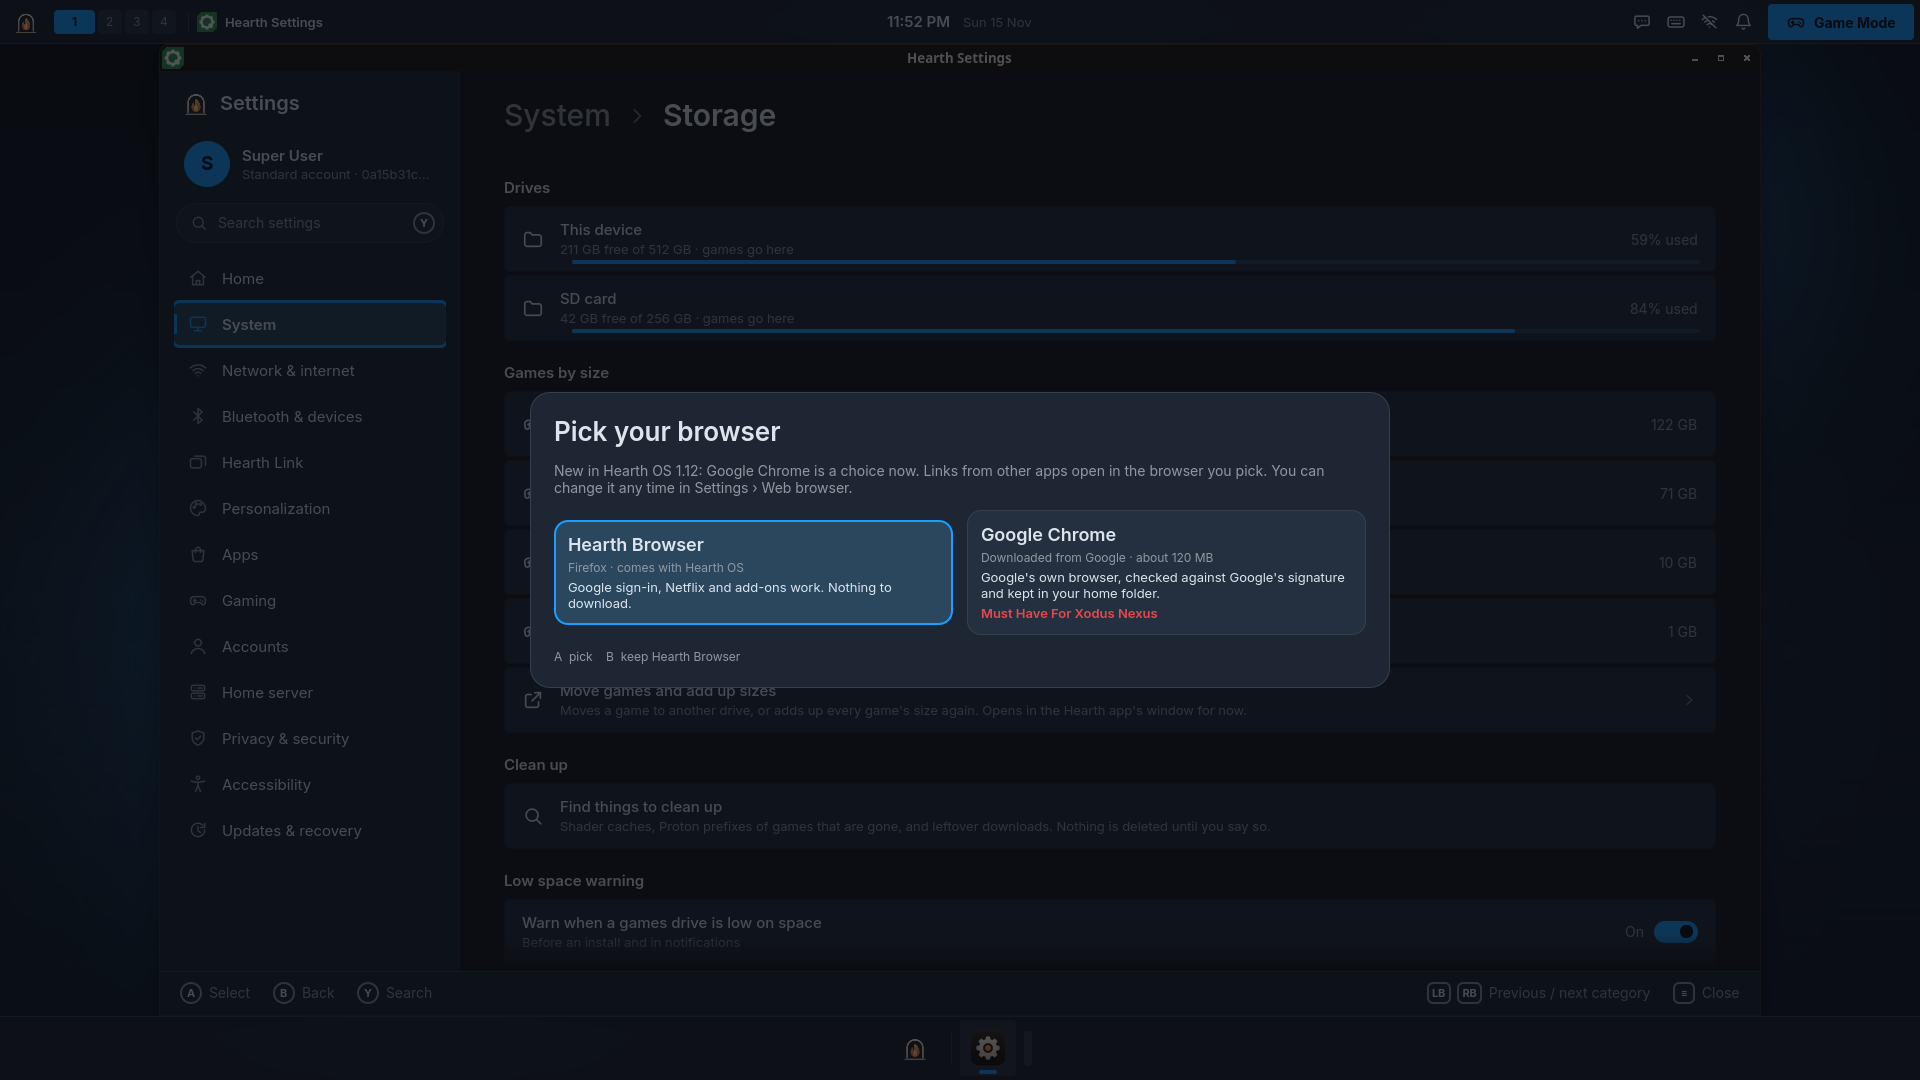 1 2 3 4 Hearth Settings 11:52 PM Sun 15 Nov Game Mode
Hearth Settings
Settings
S
Super User
Standard account · 0a15b31c...
Search settings Y
Home
System
Network & internet
Bluetooth & devices
Hearth Link
Personalization
Apps
Gaming
Accounts
Home server
Privacy & security
Accessibility
Updates & recovery
System › Storage
Drives
This device
211 GB free of 512 GB · games go here
59% used
SD card
42 GB free of 256 GB · games go here
84% used
Games by size
122 GB
71 GB
10 GB
1 GB
Pick your browser
New in Hearth OS 1.12: Google Chrome is a choice now. Links from other apps open in the browser you pick. You can
change it any time in Settings › Web browser.
Hearth Browser
Firefox · comes with Hearth OS
Google sign-in, Netflix and add-ons work. Nothing to
download.
Google Chrome
Downloaded from Google · about 120 MB
Google's own browser, checked against Google's signature
and kept in your home folder.
Must Have For Xodus Nexus
A pick B keep Hearth Browser
Move games and add up sizes
Moves a game to another drive, or adds up every game's size again. Opens in the Hearth app's window for now.
Clean up
Find things to clean up
Shader caches, Proton prefixes of games that are gone, and leftover downloads. Nothing is deleted until you say so.
Low space warning
Warn when a games drive is low on space
Before an install and in notifications
On
A Select B Back Y Search LB RB Previous / next category ≡ Close